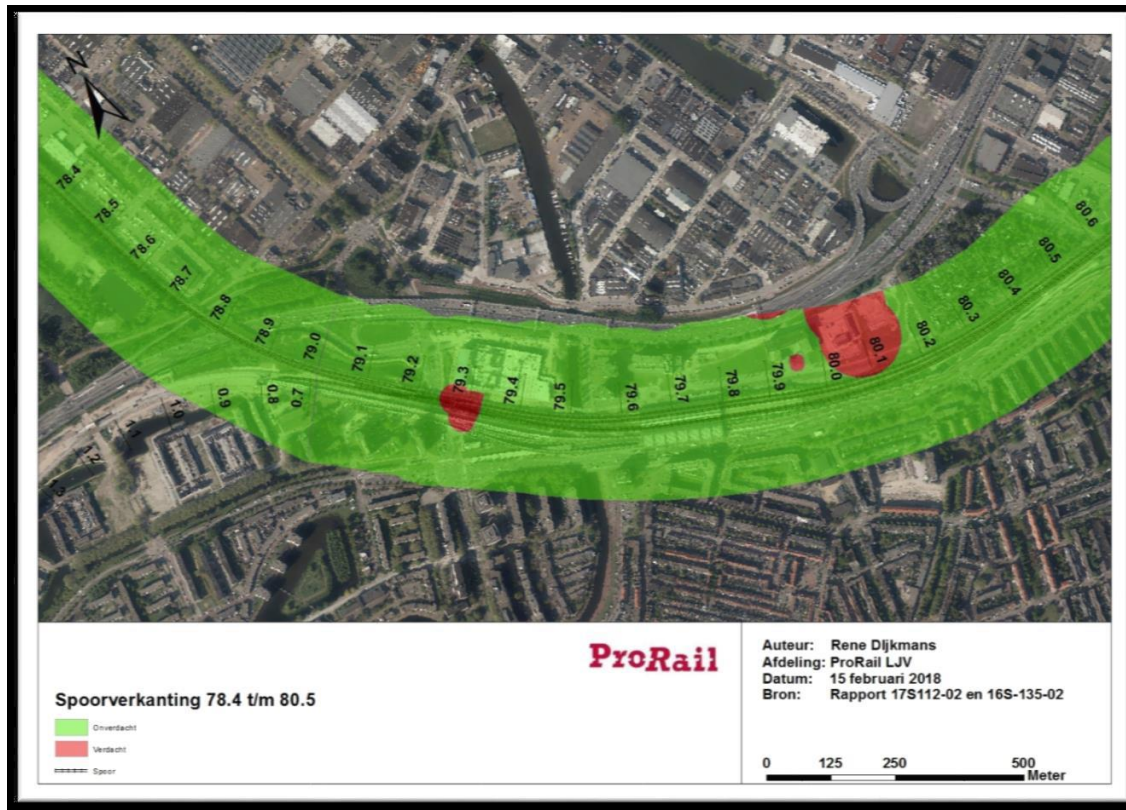 N
78.4
78.5
78.6
78.7
78.8
78.9
79.0
79.1
79.2
79.3
79.4
79.5
79.6
79.7
79.8
79.9
80.0
80.1
80.2
80.3
80.4
80.5
80.6
0.7
0.8
0.9
1.0
1.1
1.2
1.3
ProRail
Spoorverkanting 78.4 t/m 80.5
Onverdacht
Verdacht
Spoor
Auteur: Rene DIjkmans
Afdeling: ProRail LJV
Datum: 15 februari 2018
Bron: Rapport 17S112-02 en 16S-135-02
0 125 250 500
Meter